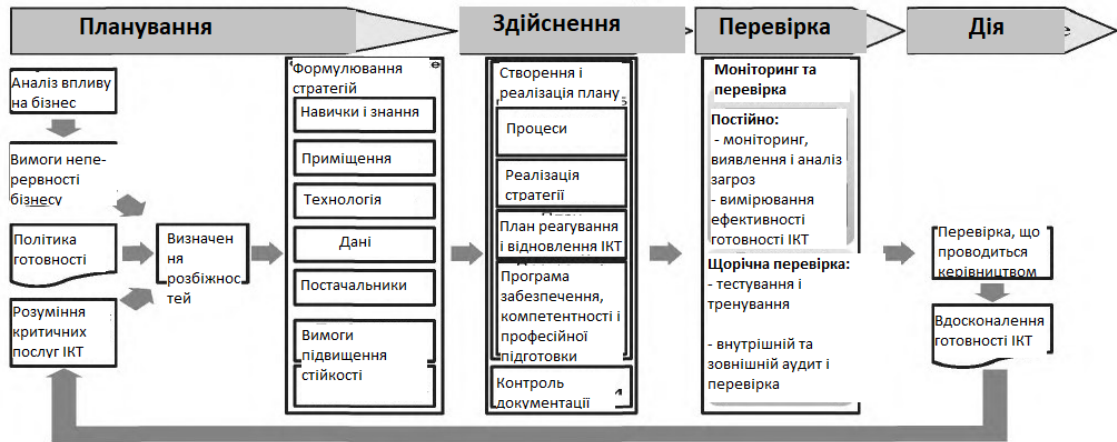 Планування
Здійснення
Перевірка
Дія
Аналіз впливу
на бізнес
Вимоги непе-
рервності
бізнесу
Політика
готовності
Розуміння
критичних
послуг ІКТ
Визначен
ня
розбіжнос
тей
Формулювання
стратегій
Навички і знання
Приміщення
Технологія
Дані
Постачальники
Вимоги
підвищення
стійкості
Створення і
реалізація плану
Процеси
Реалізація
стратегії
План реагування
і відновлення ІКТ
Програма
забезпечення,
компетентності і
професійної
підготовки
Контроль
документації
Моніторинг та
перевірка
Постійно:
- моніторинг,
виявлення і аналіз
загроз
- вимірювання
ефективності
готовності ІКТ
Щорічна перевірка:
- тестування і
тренування
- внутрішній та
зовнішній аудит і
перевірка
Перевірка, що
проводиться
керівництвом
Вдосконалення
готовності ІКТ